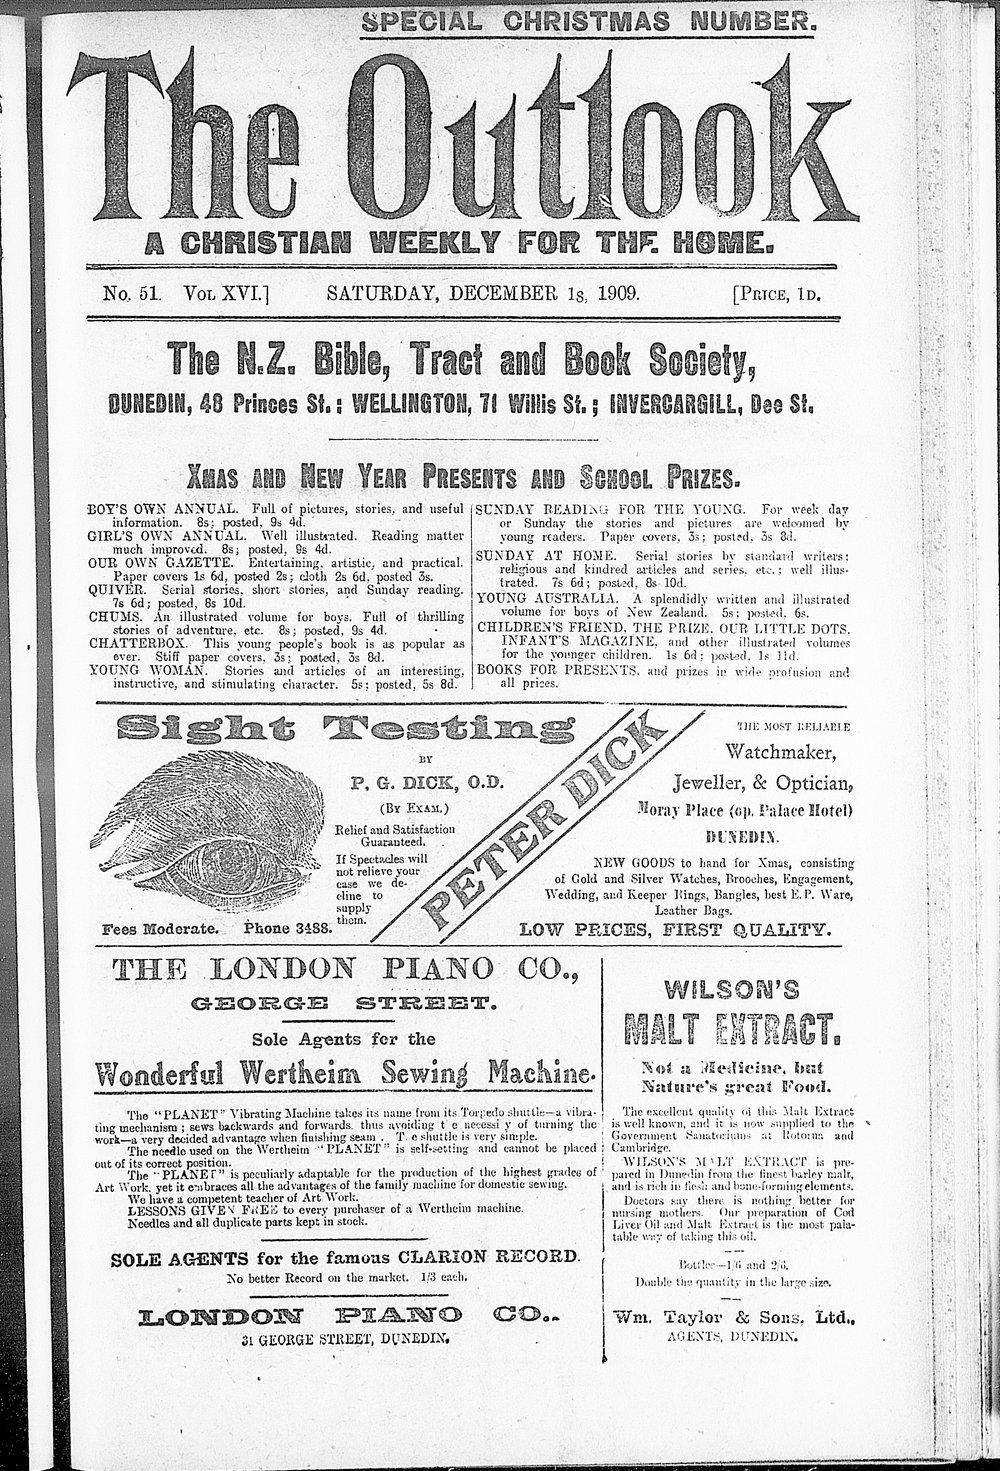 SPECIAL CHRISTMAS NUMBER.
The Outlook
A CHRISTIAN WEEKLY FOR THE HOME.
No. 51. VOL XVI.]
SATURDAY, DECEMBER 18, 1909.
[PRICE, 1D.
The N.Z. Bible, Tract and Book Society,
DUNEDIN, 48 Princes St.; WELLINGTON, 71 Willis St.; INVERCARGILL, Dee St.
XMAS AND NEW YEAR PRESENTS AND SCHOOL PRIZES.
BOY'S OWN ANNUAL. Full of pictures, stories, and useful
information. 8s; posted, 9s 4d.
GIRL'S OWN ANNUAL. Well illustrated. Reading matter
much improved. 8s; posted, 9s 4d.
OUR OWN GAZETTE. Entertaining, artistic, and practical.
Paper covers 1s 6d, posted 2s; cloth 2s 6d, posted 3s.
QUIVER. Serial stories, short stories, and Sunday reading.
7s 6d; posted, 8s 10d.
CHUMS. An illustrated volume for boys. Full of thrilling
stories of adventure, etc. 8s; posted, 9s 4d.
CHATTERBOX. This young people's book is as popular as
ever. Stiff paper covers, 3s; posted, 3s 8d.
YOUNG WOMAN. Stories and articles of an interesting,
instructive, and stimulating character. 5s; posted, 5s 8d.
SUNDAY READING FOR THE YOUNG. For week day
or Sunday the stories and pictures are welcomed by
young readers. Paper covers, 3s; posted, 3s 8d.
SUNDAY AT HOME. Serial stories by standard writers;
religious and kindred articles and series, etc.; well illus-
trated. 7s 6d; posted, 8s 10d.
YOUNG AUSTRALIA. A splendidly written and illustrated
volume for boys of New Zealand. 5s; posted, 6s.
CHILDREN'S FRIEND, THE PRIZE, OUR LITTLE DOTS,
INFANT'S MAGAZINE, and other illustrated volumes
for the younger children. 1s 6d; posted, 1s 11d.
BOOKS FOR PRESENTS, and prizes in wide profusion and
all prices.
Sight Testing
BY
P. G. DICK, O.D.
(BY EXAM.)
Relief and Satisfaction
Guaranteed.
If Spectacles will
not relieve your
case we de-
cline to
supply
them.
Fees Moderate. Phone 3488.
PETER DICK
THE MOST RELIABLE
Watchmaker,
Jeweller, & Optician,
Moray Place (op. Palace Hotel)
DUNEDIN.
NEW GOODS to hand for Xmas, consisting
of Gold and Silver Watches, Brooches, Engagement,
Wedding, and Keeper Rings, Bangles, best E.P. Ware,
Leather Bags.
LOW PRICES, FIRST QUALITY.
THE LONDON PIANO CO.,
GEORGE STREET.
Sole Agents for the
Wonderful Wertheim Sewing Machine.
The "PLANET" Vibrating Machine takes its name from its Torpedo shuttle—a vibra-
ting mechanism; sews backwards and forwards, thus avoiding t e necessi y of turning the
work—a very decided advantage when finishing seam . T. e shuttle is very simple.
The needle used on the Wertheim "PLANET" is self-setting and cannot be placed
out of its correct position.
The "PLANET" is peculiarly adaptable for the production of the highest grades of
Art Work, yet it embraces all the advantages of the family machine for domestic sewing.
We have a competent teacher of Art Work.
LESSONS GIVEN FREE to every purchaser of a Wertheim machine.
Needles and all duplicate parts kept in stock.
SOLE AGENTS for the famous CLARION RECORD.
No better Record on the market. 1/3 each.
LONDON PIANO CO..
31 GEORGE STREET, DUNEDIN.
WILSON'S
MALT EXTRACT.
Not a Medicine, but
Nature's great Food.
The excellent quality of this Malt Extract
is well known, and it is now supplied to the
Government Sanatoriums at Rotorua and
Cambridge.
WILSON'S MALT EXTRACT is pre-
pared in Dunedin from the finest barley malt,
and is rich in flesh and bone-forming elements.
Doctors say there is nothing better for
nursing mothers. Our preparation of Cod
Liver Oil and Malt Extract is the most pala-
table way of taking this oil.
Bottles—1/6 and 2/6.
Double the quantity in the large size.
Wm. Taylor & Sons, Ltd.,
AGENTS, DUNEDIN.